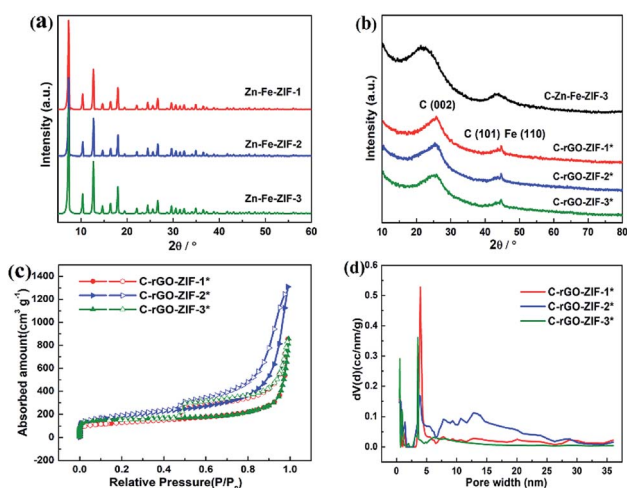 (a)
Intensity (a.u.)
Zn-Fe-ZIF-1
Zn-Fe-ZIF-2
Zn-Fe-ZIF-3
10 20 30 40 50 60
2θ / °
(b)
Intensity (a.u.)
C-Zn-Fe-ZIF-3
C (002)
C (101) Fe (110)
C-rGO-ZIF-1*
C-rGO-ZIF-2*
C-rGO-ZIF-3*
10 20 30 40 50 60 70 80
2θ / °
(c)
Absorbed amount(cm³ g⁻¹)
1400
1200
1000
800
600
400
200
0
-200
C-rGO-ZIF-1*
C-rGO-ZIF-2*
C-rGO-ZIF-3*
0.0 0.2 0.4 0.6 0.8 1.0
Relative Pressure(P/P₀)
(d)
dV(d)(cc/nm/g)
0.6
0.5
0.4
0.3
0.2
0.1
0.0
C-rGO-ZIF-1*
C-rGO-ZIF-2*
C-rGO-ZIF-3*
0 5 10 15 20 25 30 35
Pore width (nm)